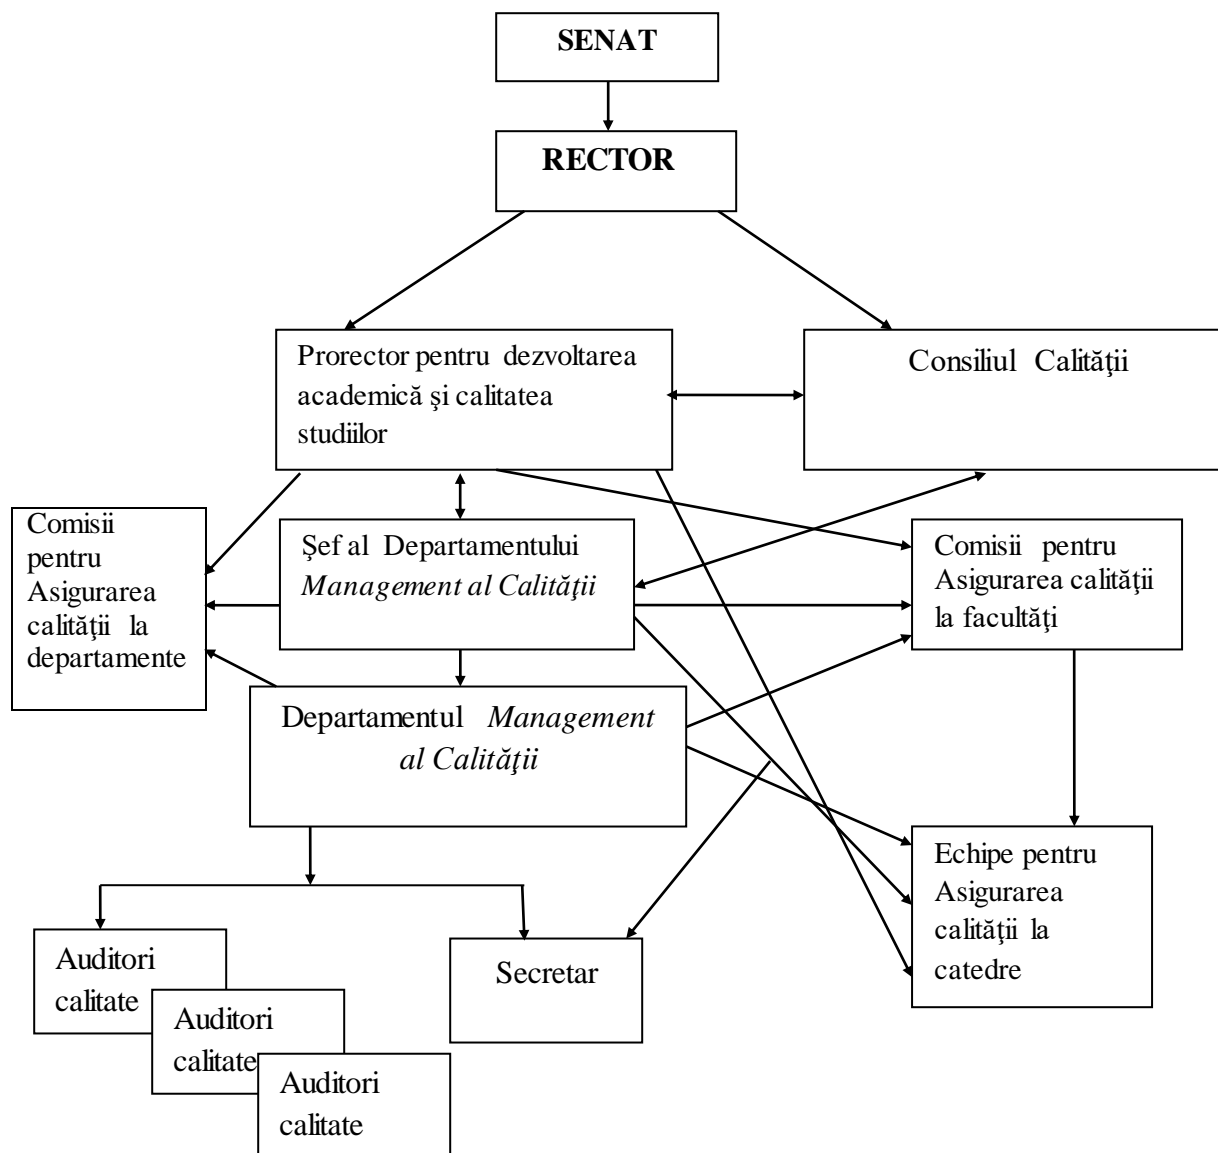 SENAT
RECTOR
Prorector pentru dezvoltarea
academică şi calitatea
studiilor
Consiliul Calităţii
Comisii
pentru
Asigurarea
calităţii la
departamente
Şef al Departamentului
Management al Calităţii
Comisii pentru
Asigurarea calităţii
la facultăţi
Departamentul Management
al Calităţii
Echipe pentru
Asigurarea
calităţii la
catedre
Auditori
calitate
Auditori
calitate
Auditori
calitate
Secretar